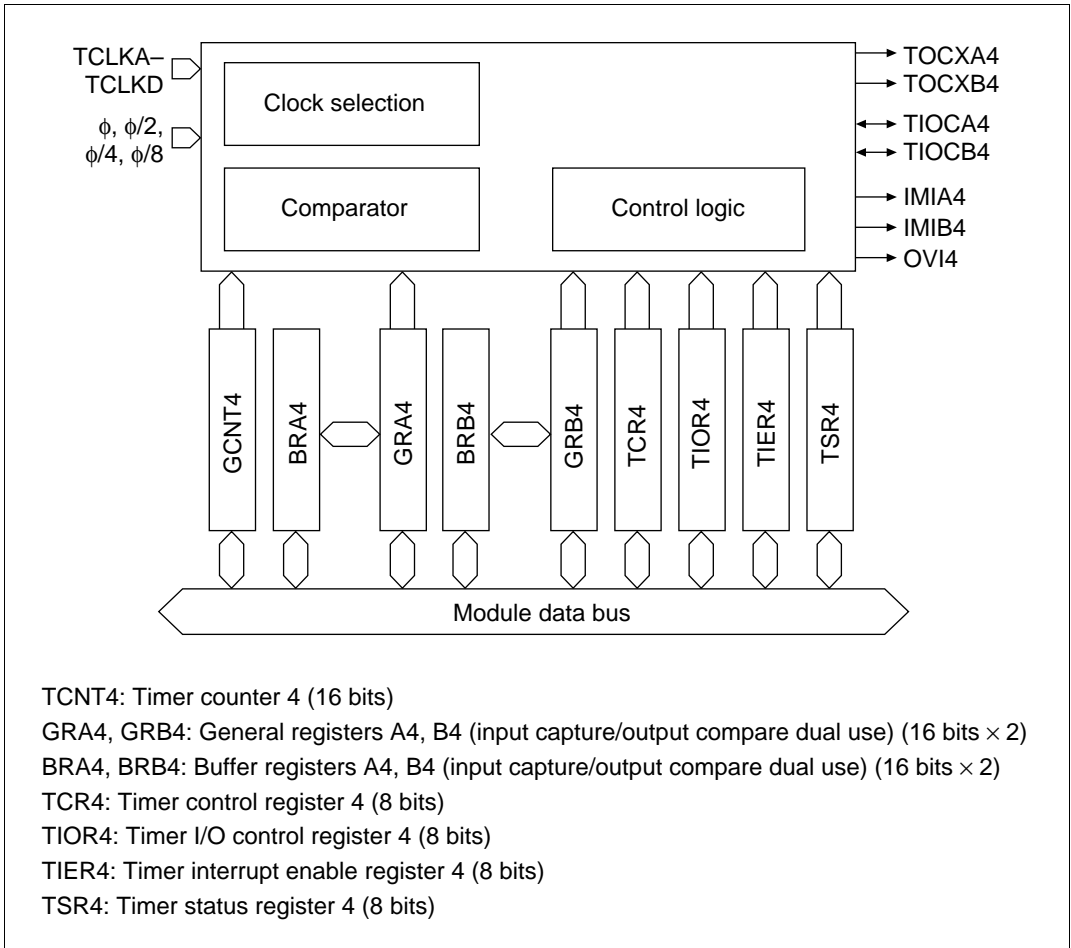 TCLKA–
TCLKD
ϕ, ϕ/2,
ϕ/4, ϕ/8
Clock selection
Comparator
Control logic
TOCXA4
TOCXB4
TIOCA4
TIOCB4
IMIA4
IMIB4
OVI4
GCNT4
BRA4
GRA4
BRB4
GRB4
TCR4
TIOR4
TIER4
TSR4
Module data bus
TCNT4: Timer counter 4 (16 bits)
GRA4, GRB4: General registers A4, B4 (input capture/output compare dual use) (16 bits × 2)
BRA4, BRB4: Buffer registers A4, B4 (input capture/output compare dual use) (16 bits × 2)
TCR4: Timer control register 4 (8 bits)
TIOR4: Timer I/O control register 4 (8 bits)
TIER4: Timer interrupt enable register 4 (8 bits)
TSR4: Timer status register 4 (8 bits)